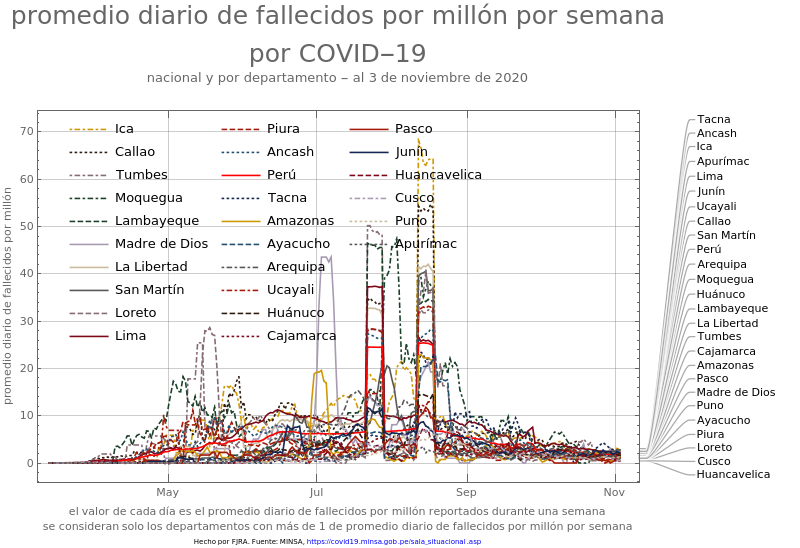 promedio diario de fallecidos por millón por semana
por COVID−19
nacional y por departamento − al 3 de noviembre de 2020
promedio diario de fallecidos por millón
70
60
50
40
30
20
10
0
May
Jul
Sep
Nov
Ica
Callao
Tumbes
Moquegua
Lambayeque
Madre de Dios
La Libertad
San Martín
Loreto
Lima
Piura
Ancash
Perú
Tacna
Amazonas
Ayacucho
Arequipa
Ucayali
Huánuco
Cajamarca
Pasco
Junín
Huancavelica
Cusco
Puno
Apurímac
Tacna
Ancash
Ica
Apurímac
Lima
Junín
Ucayali
Callao
San Martín
Perú
Arequipa
Moquegua
Huánuco
Lambayeque
La Libertad
Tumbes
Cajamarca
Amazonas
Pasco
Madre de Dios
Puno
Ayacucho
Piura
Loreto
Cusco
Huancavelica
el valor de cada día es el promedio diario de fallecidos por millón reportados durante una semana
se consideran solo los departamentos con más de 1 de promedio diario de fallecidos por millón por semana
Hecho por FJRA. Fuente: MINSA, https://covid19.minsa.gob.pe/sala_situacional.asp